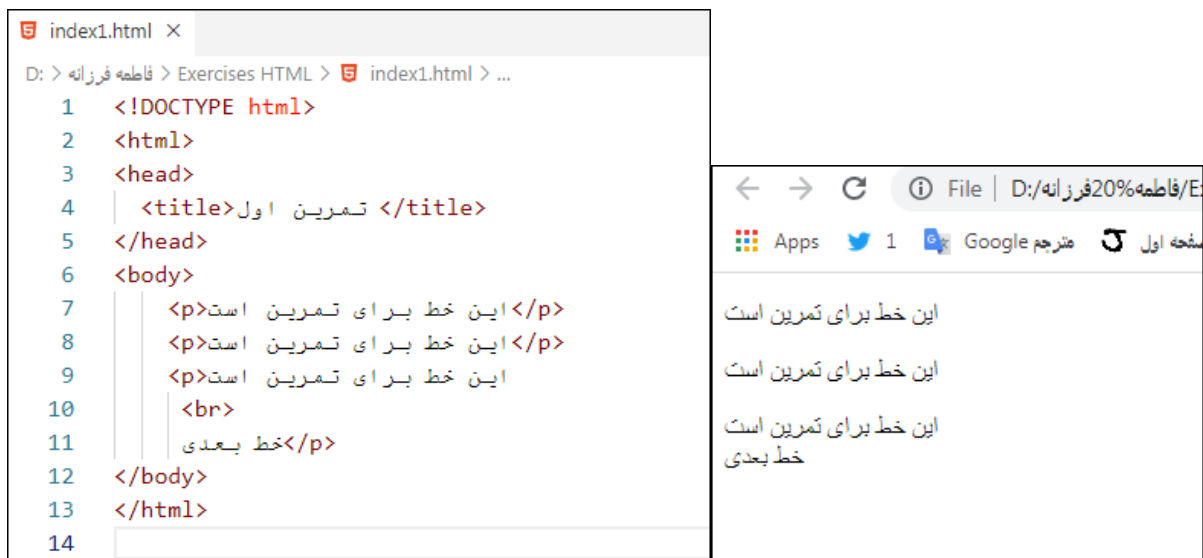 index1.html ×
D: > فاطمه فرزانه > Exercises HTML > index1.html > ...
1 <!DOCTYPE html>
2 <html>
3 <head>
4 <title>تمرین اول </title>
5 </head>
6 <body>
7 <p>این خط برای تمرین است</p>
8 <p>این خط برای تمرین است</p>
9 <p>این خط برای تمرین است
10 <br>
11 خط بعدی</p>
12 </body>
13 </html>
14
File | D:/فاطمه%20فرزانه/Ex
Apps 1 Google مترجم صفحه اول
این خط برای تمرین است
این خط برای تمرین است
این خط برای تمرین است
خط بعدی